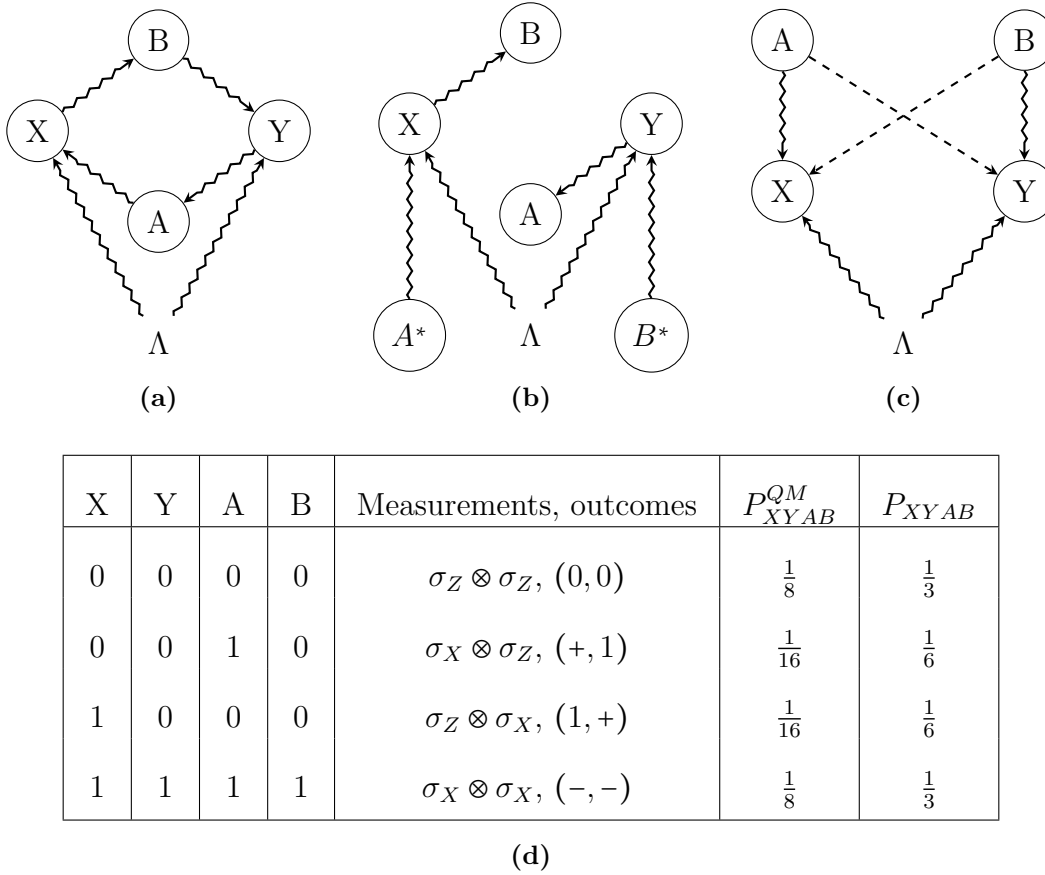 B
X
Y
A
Λ
(a)
B
X
Y
A
A*
Λ
B*
(b)
A
B
X
Y
Λ
(c)
X Y A B Measurements, outcomes P^{QM}_{XYAB} P_{XYAB}
0 0 0 0 σ_Z ⊗ σ_Z, (0, 0) 1/8 1/3
0 0 1 0 σ_X ⊗ σ_Z, (+, 1) 1/16 1/6
1 0 0 0 σ_Z ⊗ σ_X, (1, +) 1/16 1/6
1 1 1 1 σ_X ⊗ σ_X, (−, −) 1/8 1/3
(d)